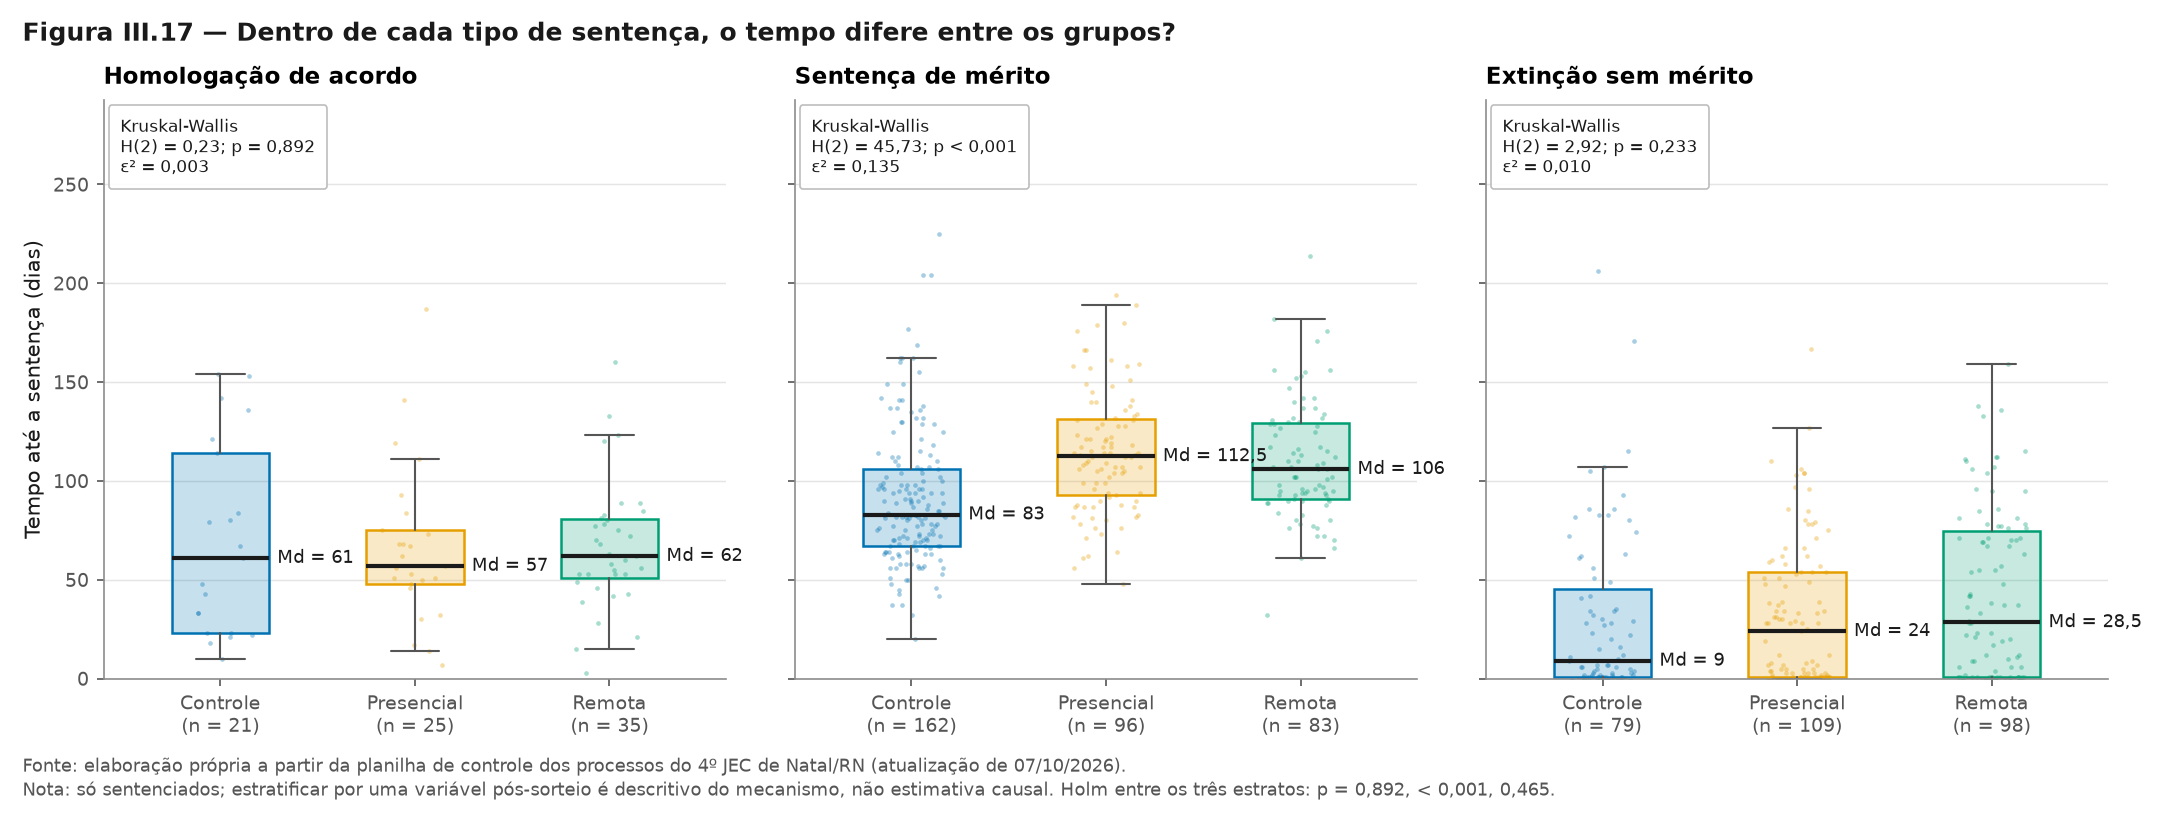 Figura III.17 — Dentro de cada tipo de sentença, o tempo difere entre os grupos?
Homologação de acordo
Kruskal-Wallis
H(2) = 0,23; p = 0,892
ε² = 0,003
Tempo até a sentença (dias)
250
200
150
100
50
0
Md = 61
Md = 57
Md = 62
Controle
(n = 21)
Presencial
(n = 25)
Remota
(n = 35)
Sentença de mérito
Kruskal-Wallis
H(2) = 45,73; p < 0,001
ε² = 0,135
Md = 83
Md = 112,5
Md = 106
Controle
(n = 162)
Presencial
(n = 96)
Remota
(n = 83)
Extinção sem mérito
Kruskal-Wallis
H(2) = 2,92; p = 0,233
ε² = 0,010
Md = 9
Md = 24
Md = 28,5
Controle
(n = 79)
Presencial
(n = 109)
Remota
(n = 98)
Fonte: elaboração própria a partir da planilha de controle dos processos do 4º JEC de Natal/RN (atualização de 07/10/2026).
Nota: só sentenciados; estratificar por uma variável pós-sorteio é descritivo do mecanismo, não estimativa causal. Holm entre os três estratos: p = 0,892, < 0,001, 0,465.